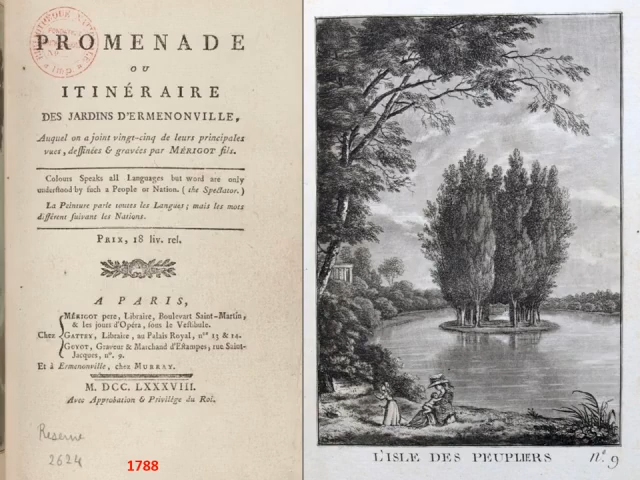 PROMENADE
OU
ITINÉRAIRE
DES JARDINS D'ERMENONVILLE,
Auquel on a joint vingt-cinq de leurs principales
vues, dessinées & gravées par MÉRIGOT fils.
Colours Speaks all Languages but word are only
understood by such a People or Nation. ( the Spectator. )
La Peinture parle toutes les Langues ; mais les mots
différent suivant les Nations.
PRIX, 18 liv. rel.
A PARIS,
MÉRIGOT pere, Libraire, Boulevart Saint-Martin,
& les jours d'Opéra, sous le Vestibule.
Chez GATTEY, Libraire, au Palais Royal, nos 13 & 14.
GUYOT, Graveur & Marchand d'Estampes, rue Saint-
Jacques, n°. 9.
Et à Ermenonville, chez MURRAY.
M. DCC. LXXXVIII.
Avec Approbation & Privilége du Roi.
Reserve
2624
1788
L'ISLE DES PEUPLIERS n°. 9